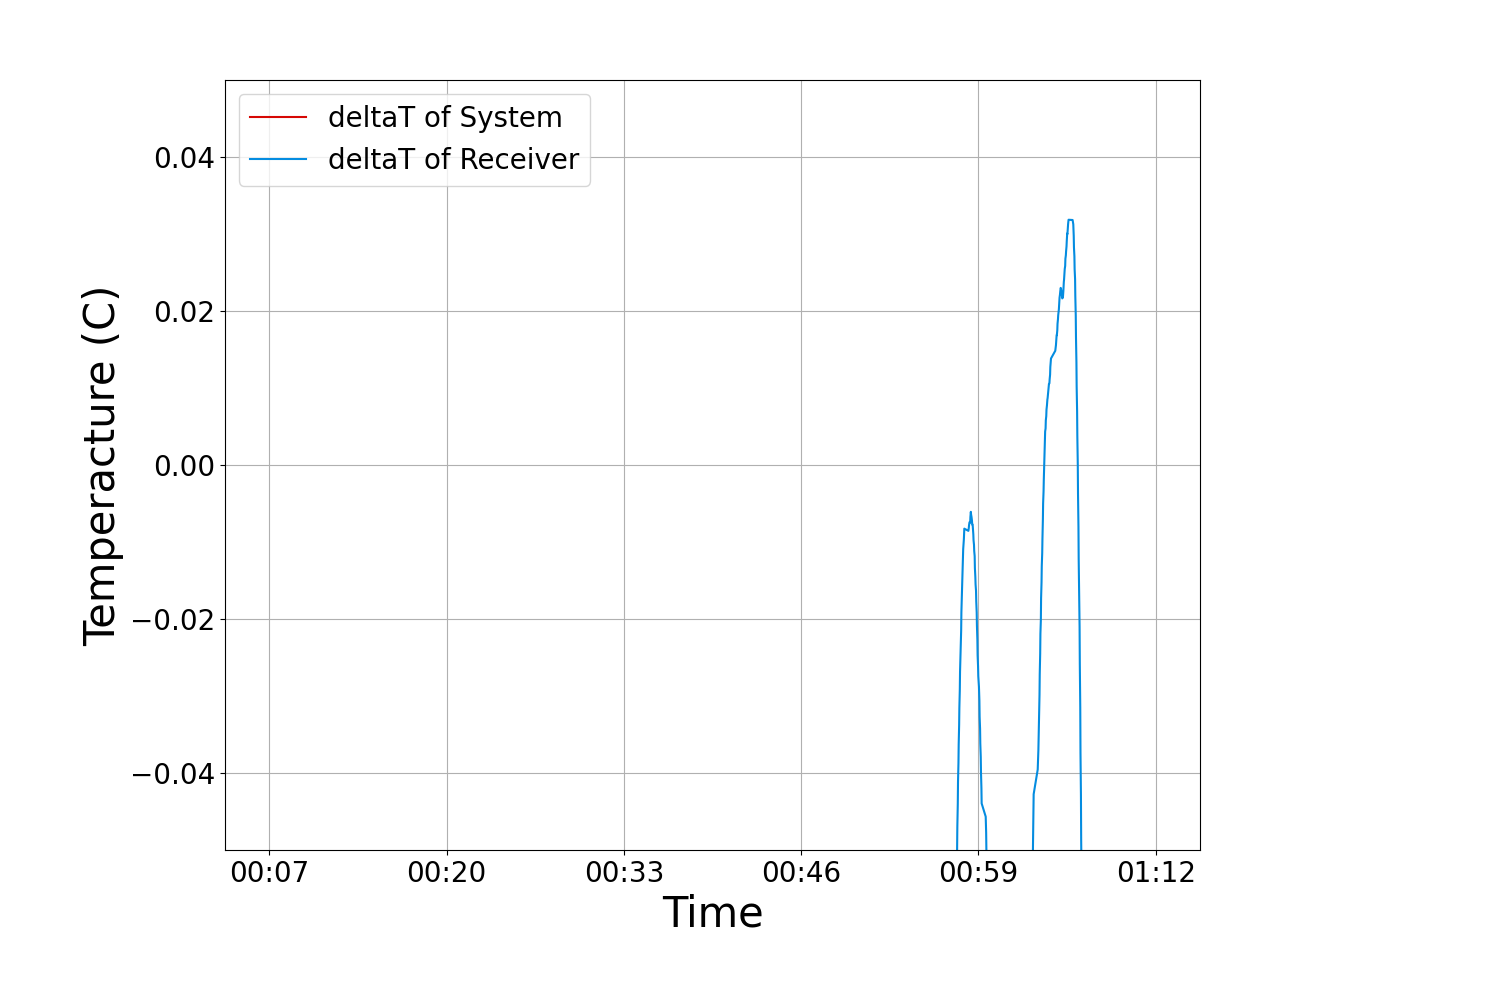 deltaT of System
deltaT of Receiver
0.04
0.02
0.00
−0.02
−0.04
Temperacture (C)
00:07 00:20 00:33 00:46 00:59 01:12
Time